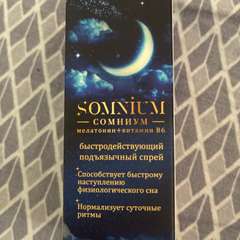 SOMNIUM
СОМНИУМ
мелатонин+витамин В6
быстродействующий
подъязычный спрей
Способствует быстрому
наступлению
физиологического сна
Нормализует суточные
ритмы